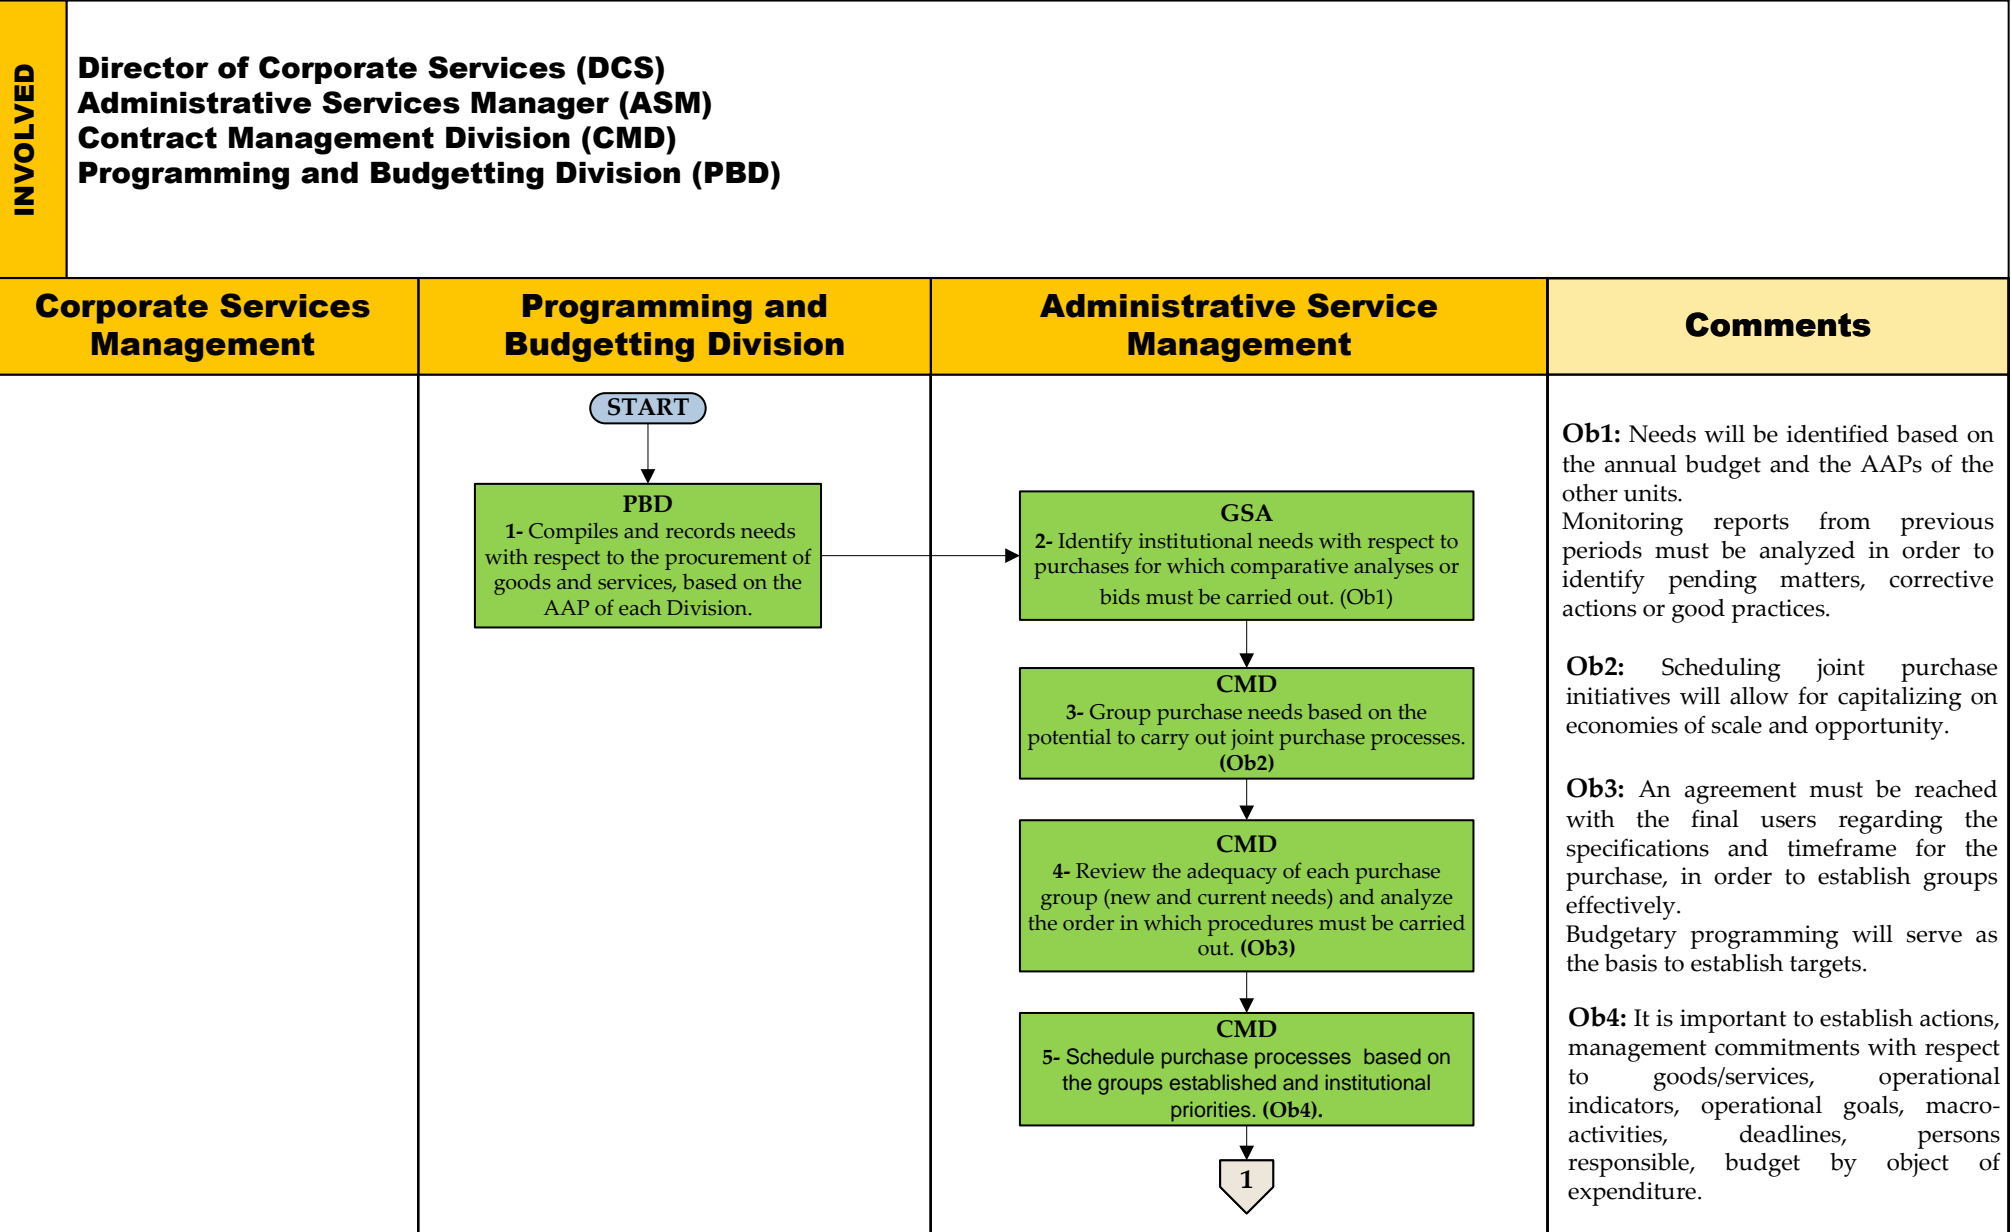 INVOLVED
Director of Corporate Services (DCS)
Administrative Services Manager (ASM)
Contract Management Division (CMD)
Programming and Budgetting Division (PBD)
Corporate Services
Management
Programming and
Budgetting Division
Administrative Service
Management
Comments
START
PBD
1- Compiles and records needs
with respect to the procurement of
goods and services, based on the
AAP of each Division.
GSA
2- Identify institutional needs with respect to
purchases for which comparative analyses or
bids must be carried out. (Ob1)
CMD
3- Group purchase needs based on the
potential to carry out joint purchase processes.
(Ob2)
CMD
4- Review the adequacy of each purchase
group (new and current needs) and analyze
the order in which procedures must be carried
out. (Ob3)
CMD
5- Schedule purchase processes based on
the groups established and institutional
priorities. (Ob4).
1
Ob1: Needs will be identified based on
the annual budget and the AAPs of the
other units.
Monitoring reports from previous
periods must be analyzed in order to
identify pending matters, corrective
actions or good practices.
Ob2: Scheduling joint purchase
initiatives will allow for capitalizing on
economies of scale and opportunity.
Ob3: An agreement must be reached
with the final users regarding the
specifications and timeframe for the
purchase, in order to establish groups
effectively.
Budgetary programming will serve as
the basis to establish targets.
Ob4: It is important to establish actions,
management commitments with respect
to goods/services, operational
indicators, operational goals, macro-
activities, deadlines, persons
responsible, budget by object of
expenditure.